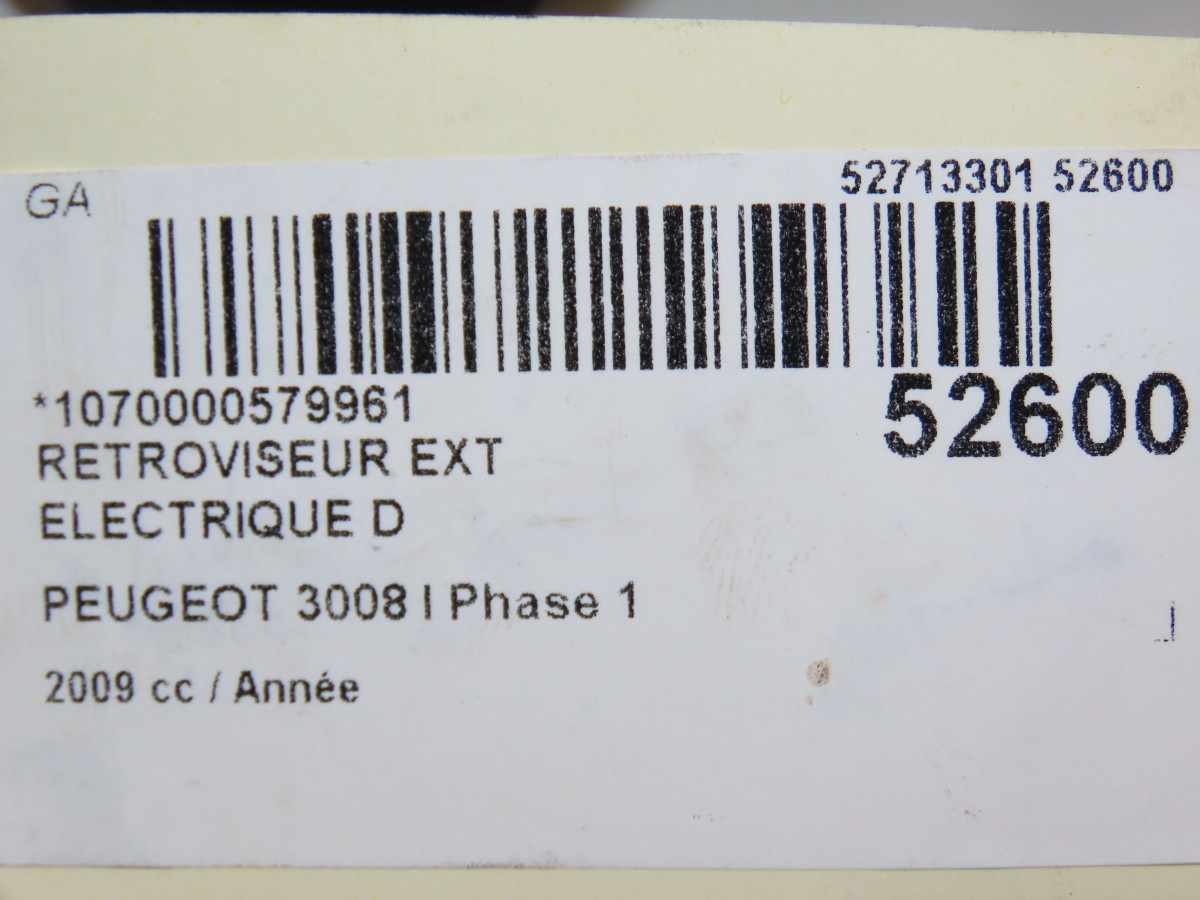 GA
52713301 52600
*1070000579961
52600
RETROVISEUR EXT
ELECTRIQUE D
PEUGEOT 3008 I Phase 1
2009 cc / Année